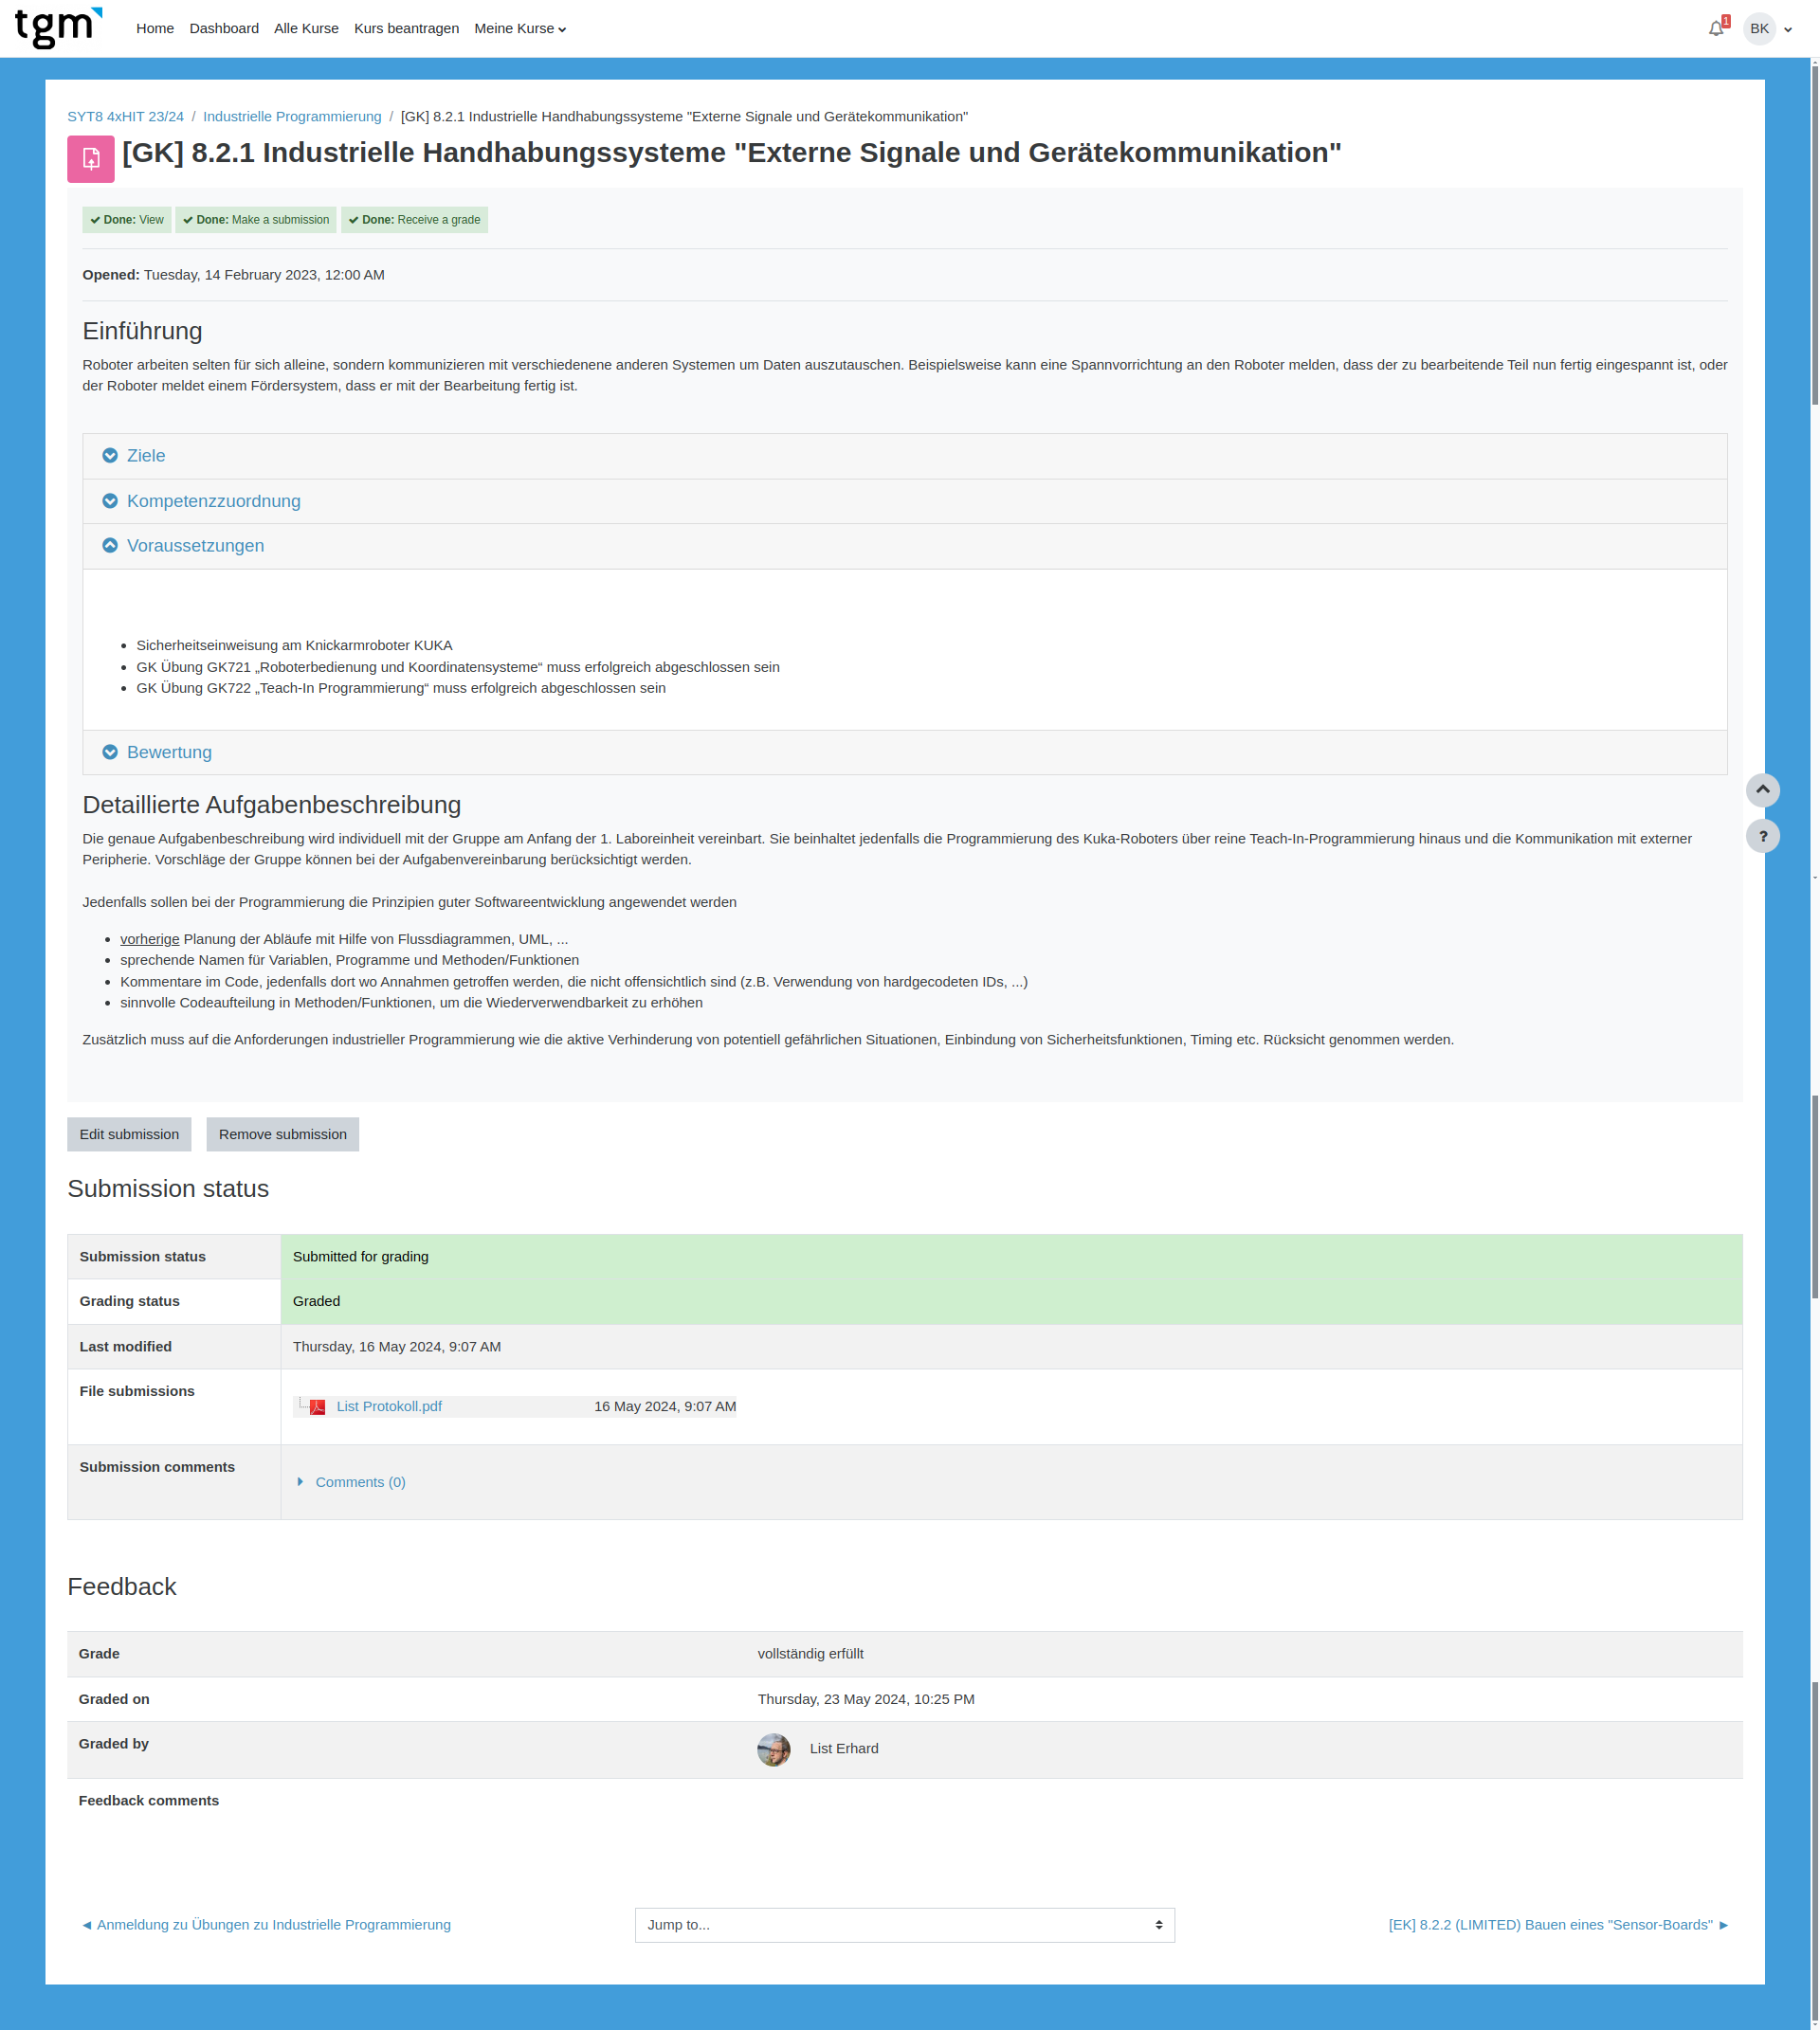 tgm
Home Dashboard Alle Kurse Kurs beantragen Meine Kurse
1
BK
SYT8 4xHIT 23/24 / Industrielle Programmierung / [GK] 8.2.1 Industrielle Handhabungssysteme "Externe Signale und Gerätekommunikation"
[GK] 8.2.1 Industrielle Handhabungssysteme "Externe Signale und Gerätekommunikation"
Done: View Done: Make a submission Done: Receive a grade
Opened: Tuesday, 14 February 2023, 12:00 AM
Einführung
Roboter arbeiten selten für sich alleine, sondern kommunizieren mit verschiedenene anderen Systemen um Daten auszutauschen. Beispielsweise kann eine Spannvorrichtung an den Roboter melden, dass der zu bearbeitende Teil nun fertig eingespannt ist, oder
der Roboter meldet einem Fördersystem, dass er mit der Bearbeitung fertig ist.
Ziele
Kompetenzzuordnung
Voraussetzungen
• Sicherheitseinweisung am Knickarmroboter KUKA
• GK Übung GK721 „Roboterbedienung und Koordinatensysteme“ muss erfolgreich abgeschlossen sein
• GK Übung GK722 „Teach-In Programmierung“ muss erfolgreich abgeschlossen sein
Bewertung
Detaillierte Aufgabenbeschreibung
Die genaue Aufgabenbeschreibung wird individuell mit der Gruppe am Anfang der 1. Laboreinheit vereinbart. Sie beinhaltet jedenfalls die Programmierung des Kuka-Roboters über reine Teach-In-Programmierung hinaus und die Kommunikation mit externer
Peripherie. Vorschläge der Gruppe können bei der Aufgabenvereinbarung berücksichtigt werden.
?
Jedenfalls sollen bei der Programmierung die Prinzipien guter Softwareentwicklung angewendet werden
• vorherige Planung der Abläufe mit Hilfe von Flussdiagrammen, UML, ...
• sprechende Namen für Variablen, Programme und Methoden/Funktionen
• Kommentare im Code, jedenfalls dort wo Annahmen getroffen werden, die nicht offensichtlich sind (z.B. Verwendung von hardgecodeten IDs, ...)
• sinnvolle Codeaufteilung in Methoden/Funktionen, um die Wiederverwendbarkeit zu erhöhen
Zusätzlich muss auf die Anforderungen industrieller Programmierung wie die aktive Verhinderung von potentiell gefährlichen Situationen, Einbindung von Sicherheitsfunktionen, Timing etc. Rücksicht genommen werden.
Edit submission Remove submission
Submission status
Submission status Submitted for grading
Grading status Graded
Last modified Thursday, 16 May 2024, 9:07 AM
File submissions
List Protokoll.pdf 16 May 2024, 9:07 AM
Submission comments
Comments (0)
Feedback
Grade vollständig erfüllt
Graded on Thursday, 23 May 2024, 10:25 PM
Graded by List Erhard
Feedback comments
◄ Anmeldung zu Übungen zu Industrielle Programmierung Jump to... [EK] 8.2.2 (LIMITED) Bauen eines "Sensor-Boards" ►